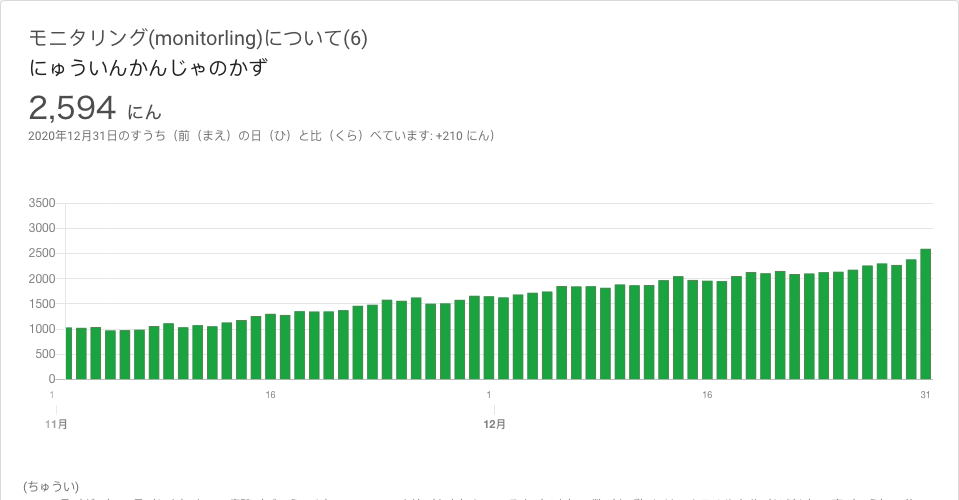 モニタリング(monitorling)について(6)
にゅういんかんじゃのかず
2,594 にん
2020年12月31日のすうち（前（まえ）の日（ひ）と比（くら）べています: +210 にん）
3500
3000
2500
2000
1500
1000
500
0
1 16 1 16 31
11月 12月
(ちゅうい)